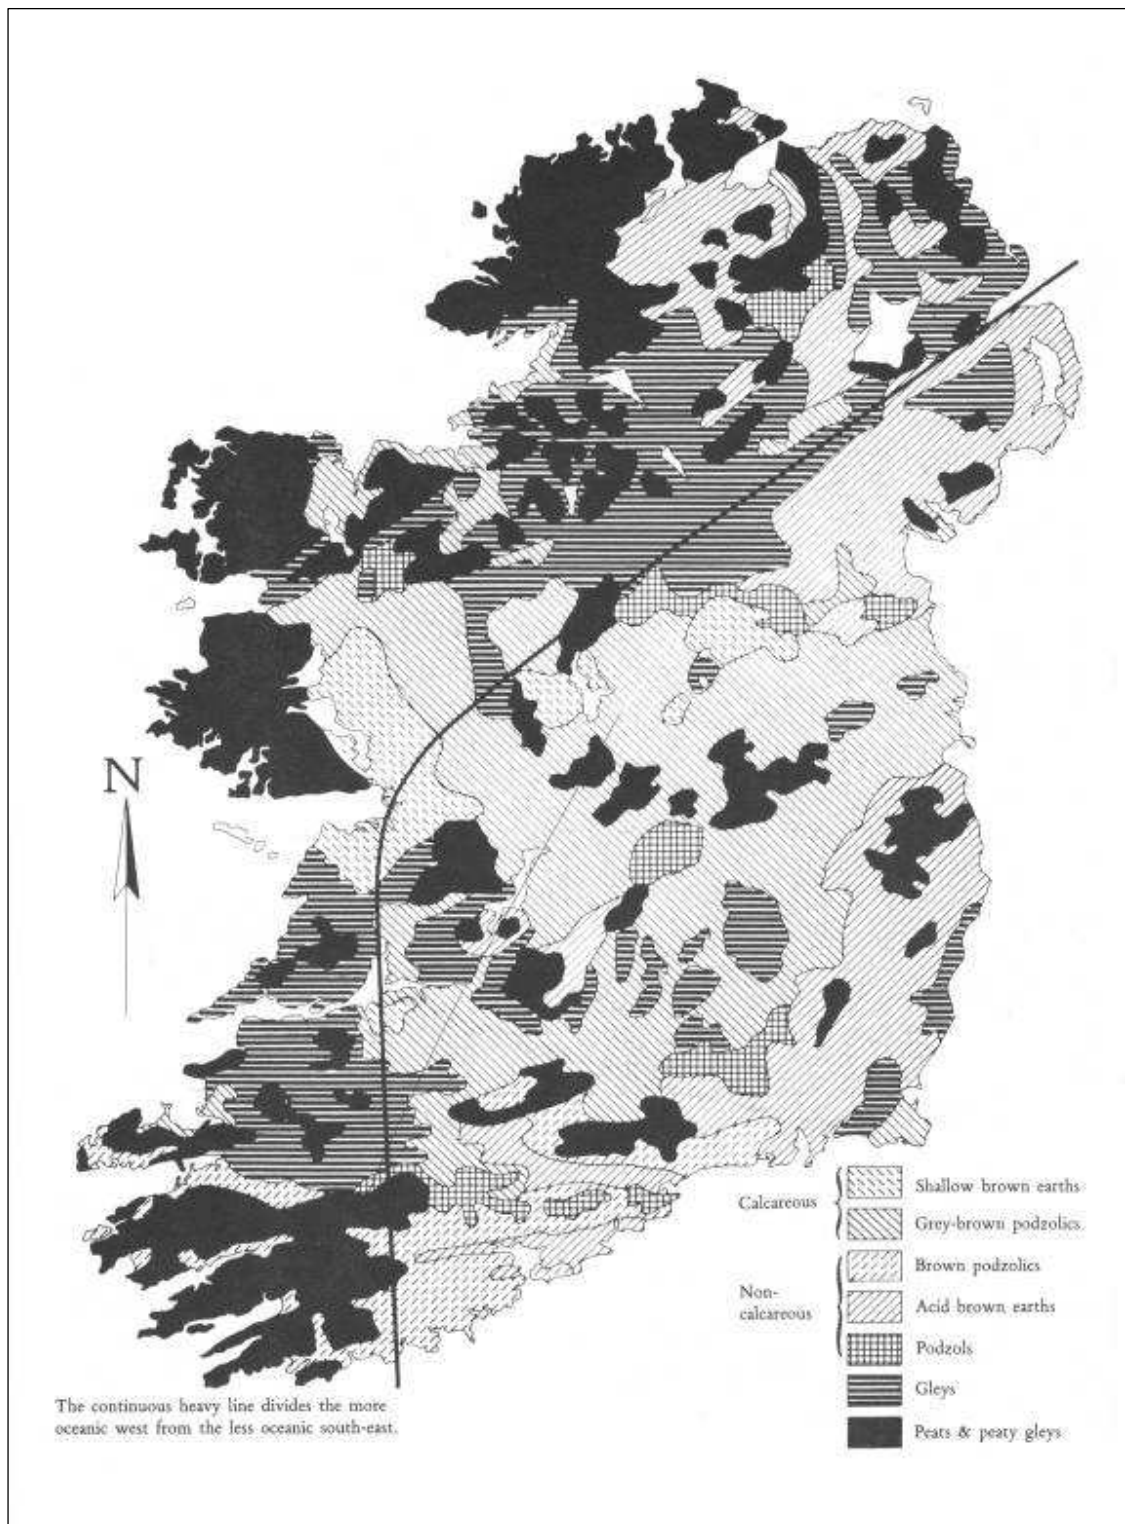 N
Calcareous
Shallow brown earths
Grey-brown podzolics
Non-
calcareous
Brown podzolics
Acid brown earths
Podzols
Gleys
Peats & peaty gleys
The continuous heavy line divides the more
oceanic west from the less oceanic south-east.